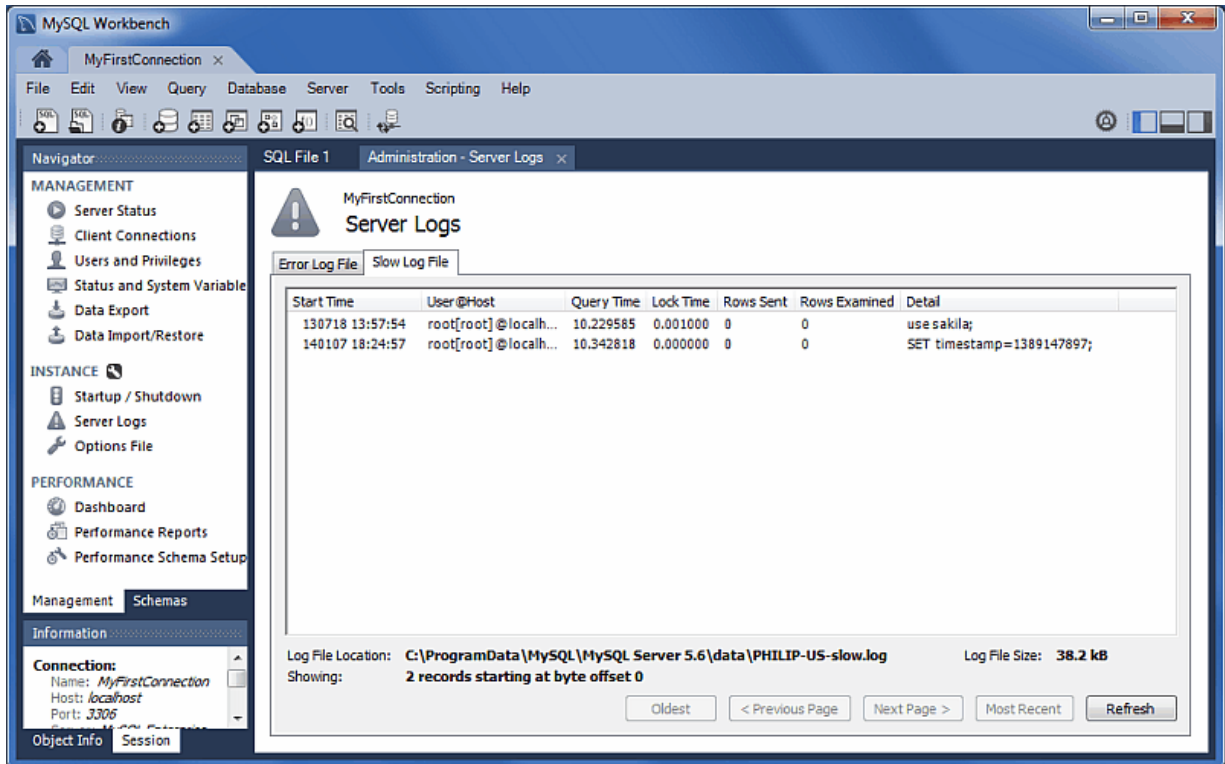 MySQL Workbench
MyFirstConnection ×
File Edit View Query Database Server Tools Scripting Help
Navigator
MANAGEMENT
Server Status
Client Connections
Users and Privileges
Status and System Variable
Data Export
Data Import/Restore
INSTANCE
Startup / Shutdown
Server Logs
Options File
PERFORMANCE
Dashboard
Performance Reports
Performance Schema Setup
Management Schemas
Information
Connection:
Name: MyFirstConnection
Host: localhost
Port: 3306
Object Info Session
SQL File 1 Administration - Server Logs ×
MyFirstConnection
Server Logs
Error Log File Slow Log File
Start Time User@Host Query Time Lock Time Rows Sent Rows Examined Detail
130718 13:57:54 root[root] @ localh... 10.229585 0.001000 0 0 use sakila;
140107 18:24:57 root[root] @ localh... 10.342818 0.000000 0 0 SET timestamp=1389147897;
Log File Location: C:\ProgramData\MySQL\MySQL Server 5.6\data\PHILIP-US-slow.log Log File Size: 38.2 kB
Showing: 2 records starting at byte offset 0
Oldest < Previous Page Next Page > Most Recent Refresh